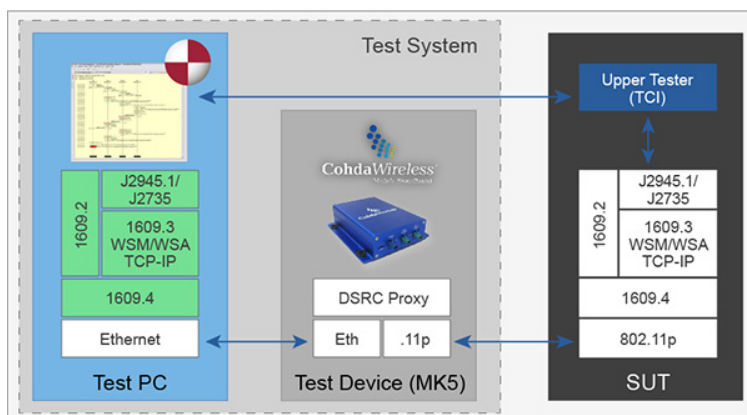 Test System
Upper Tester
(TCI)
CohdaWireless
J2945.1/
J2735
1609.2
1609.3
WSM/WSA
TCP-IP
1609.4
Ethernet
Test PC
DSRC Proxy
Eth
.11p
Test Device (MK5)
J2945.1/
J2735
1609.2
1609.3
WSM/WSA
TCP-IP
1609.4
802.11p
SUT